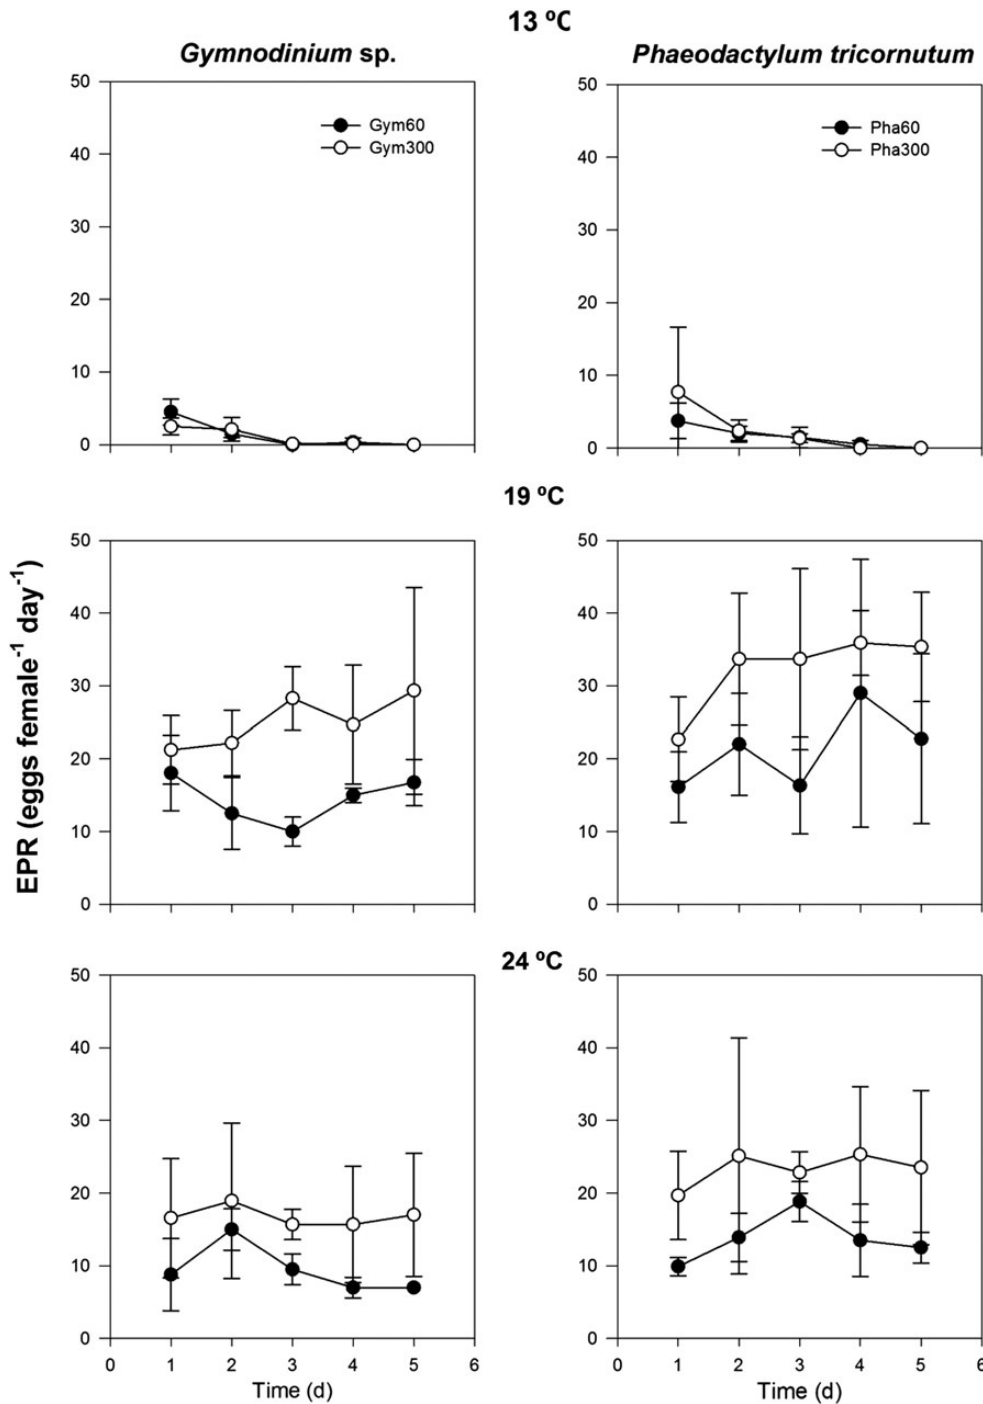 13 ºC
Gymnodinium sp.
Phaeodactylum tricornutum
50
40
30
20
10
0
Gym60
Gym300
50
40
30
20
10
0
Pha60
Pha300
19 ºC
EPR (eggs female-1 day-1)
50
40
30
20
10
0
50
40
30
20
10
0
24 ºC
50
40
30
20
10
0
0 1 2 3 4 5 6
Time (d)
50
40
30
20
10
0
0 1 2 3 4 5 6
Time (d)